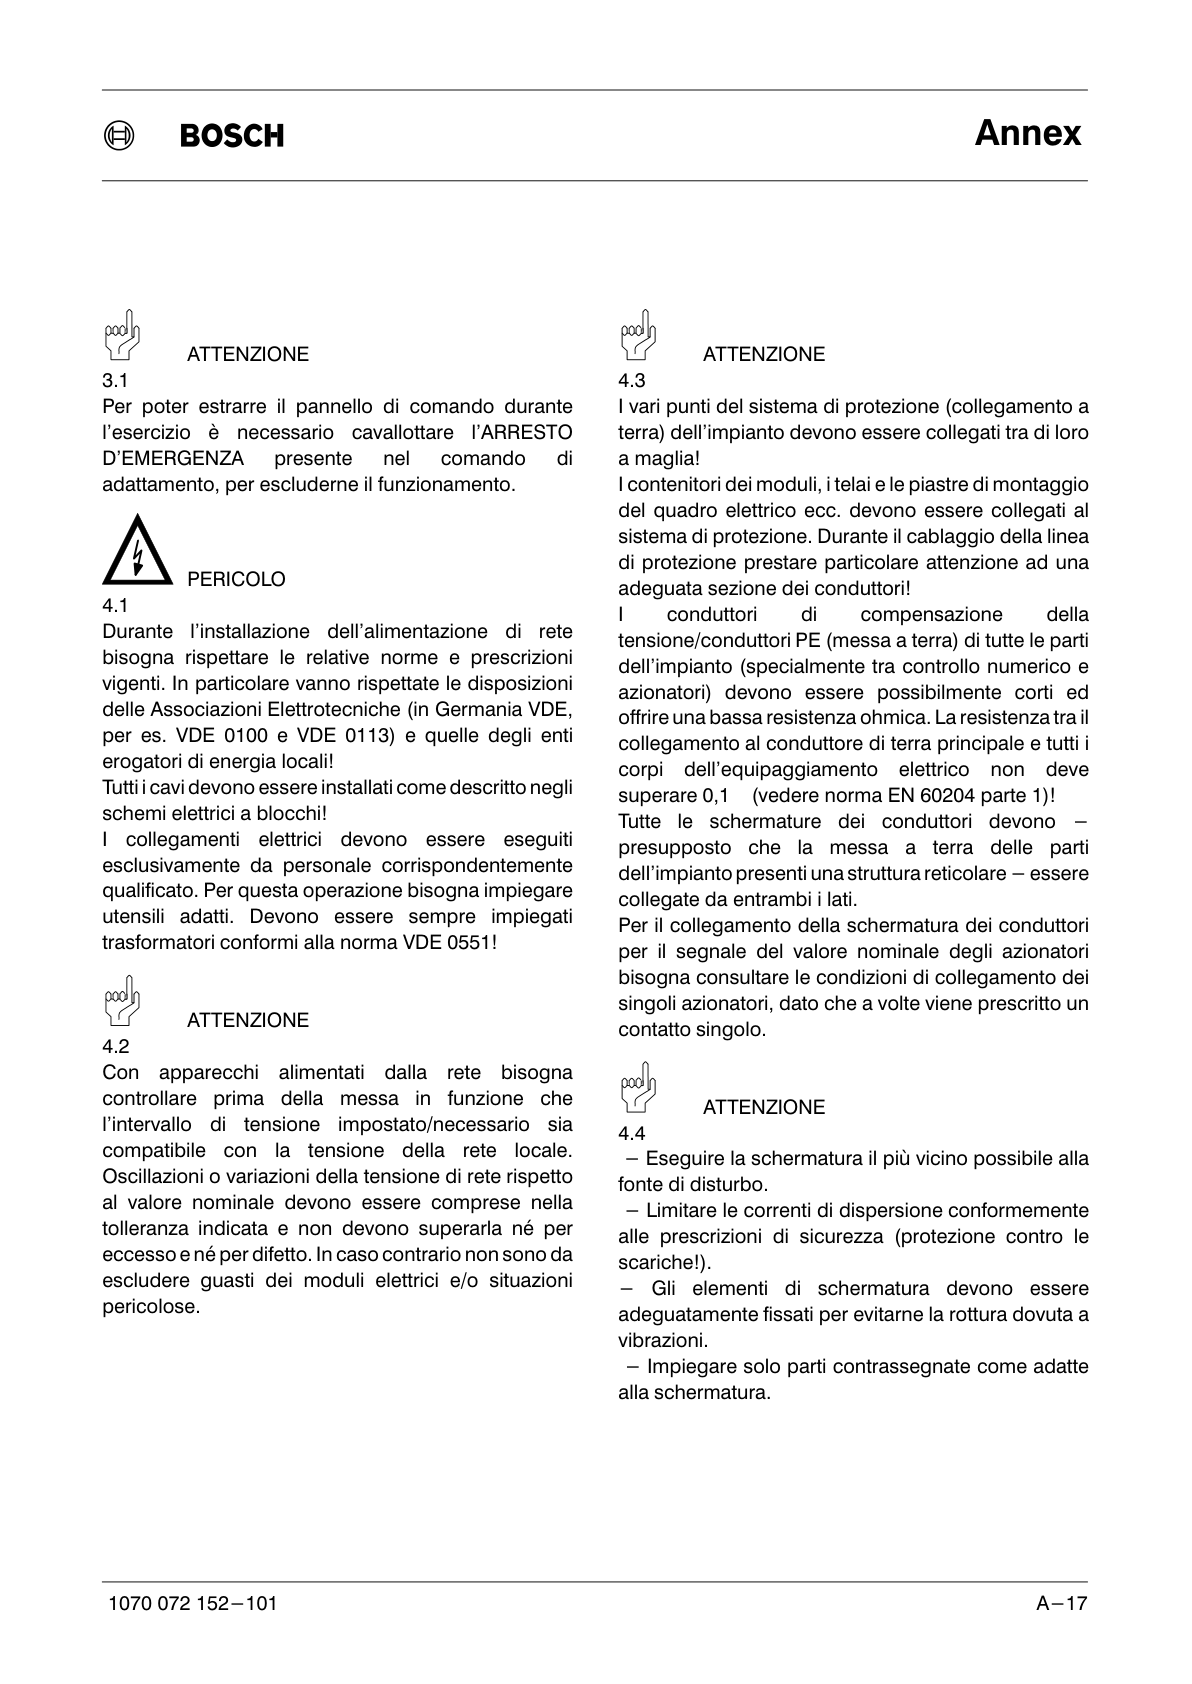 BOSCH
Annex
ATTENZIONE
3.1
Per poter estrarre il pannello di comando durante
l'esercizio è necessario cavallottare l'ARRESTO
D'EMERGENZA presente nel comando di
adattamento, per escluderne il funzionamento.
PERICOLO
4.1
Durante l'installazione dell'alimentazione di rete
bisogna rispettare le relative norme e prescrizioni
vigenti. In particolare vanno rispettate le disposizioni
delle Associazioni Elettrotecniche (in Germania VDE,
per es. VDE 0100 e VDE 0113) e quelle degli enti
erogatori di energia locali!
Tutti i cavi devono essere installati come descritto negli
schemi elettrici a blocchi!
I collegamenti elettrici devono essere eseguiti
esclusivamente da personale corrispondentemente
qualificato. Per questa operazione bisogna impiegare
utensili adatti. Devono essere sempre impiegati
trasformatori conformi alla norma VDE 0551!
ATTENZIONE
4.2
Con apparecchi alimentati dalla rete bisogna
controllare prima della messa in funzione che
l'intervallo di tensione impostato/necessario sia
compatibile con la tensione della rete locale.
Oscillazioni o variazioni della tensione di rete rispetto
al valore nominale devono essere comprese nella
tolleranza indicata e non devono superarla né per
eccesso e né per difetto. In caso contrario non sono da
escludere guasti dei moduli elettrici e/o situazioni
pericolose.
ATTENZIONE
4.3
I vari punti del sistema di protezione (collegamento a
terra) dell'impianto devono essere collegati tra di loro
a maglia!
I contenitori dei moduli, i telai e le piastre di montaggio
del quadro elettrico ecc. devono essere collegati al
sistema di protezione. Durante il cablaggio della linea
di protezione prestare particolare attenzione ad una
adeguata sezione dei conduttori!
I conduttori di compensazione della
tensione/conduttori PE (messa a terra) di tutte le parti
dell'impianto (specialmente tra controllo numerico e
azionatori) devono essere possibilmente corti ed
offrire una bassa resistenza ohmica. La resistenza tra il
collegamento al conduttore di terra principale e tutti i
corpi dell'equipaggiamento elettrico non deve
superare 0,1 (vedere norma EN 60204 parte 1)!
Tutte le schermature dei conduttori devono −
presupposto che la messa a terra delle parti
dell'impianto presenti una struttura reticolare − essere
collegate da entrambi i lati.
Per il collegamento della schermatura dei conduttori
per il segnale del valore nominale degli azionatori
bisogna consultare le condizioni di collegamento dei
singoli azionatori, dato che a volte viene prescritto un
contatto singolo.
ATTENZIONE
4.4
− Eseguire la schermatura il più vicino possibile alla
fonte di disturbo.
− Limitare le correnti di dispersione conformemente
alle prescrizioni di sicurezza (protezione contro le
scariche!).
− Gli elementi di schermatura devono essere
adeguatamente fissati per evitarne la rottura dovuta a
vibrazioni.
− Impiegare solo parti contrassegnate come adatte
alla schermatura.
1070 072 152−101
A−17